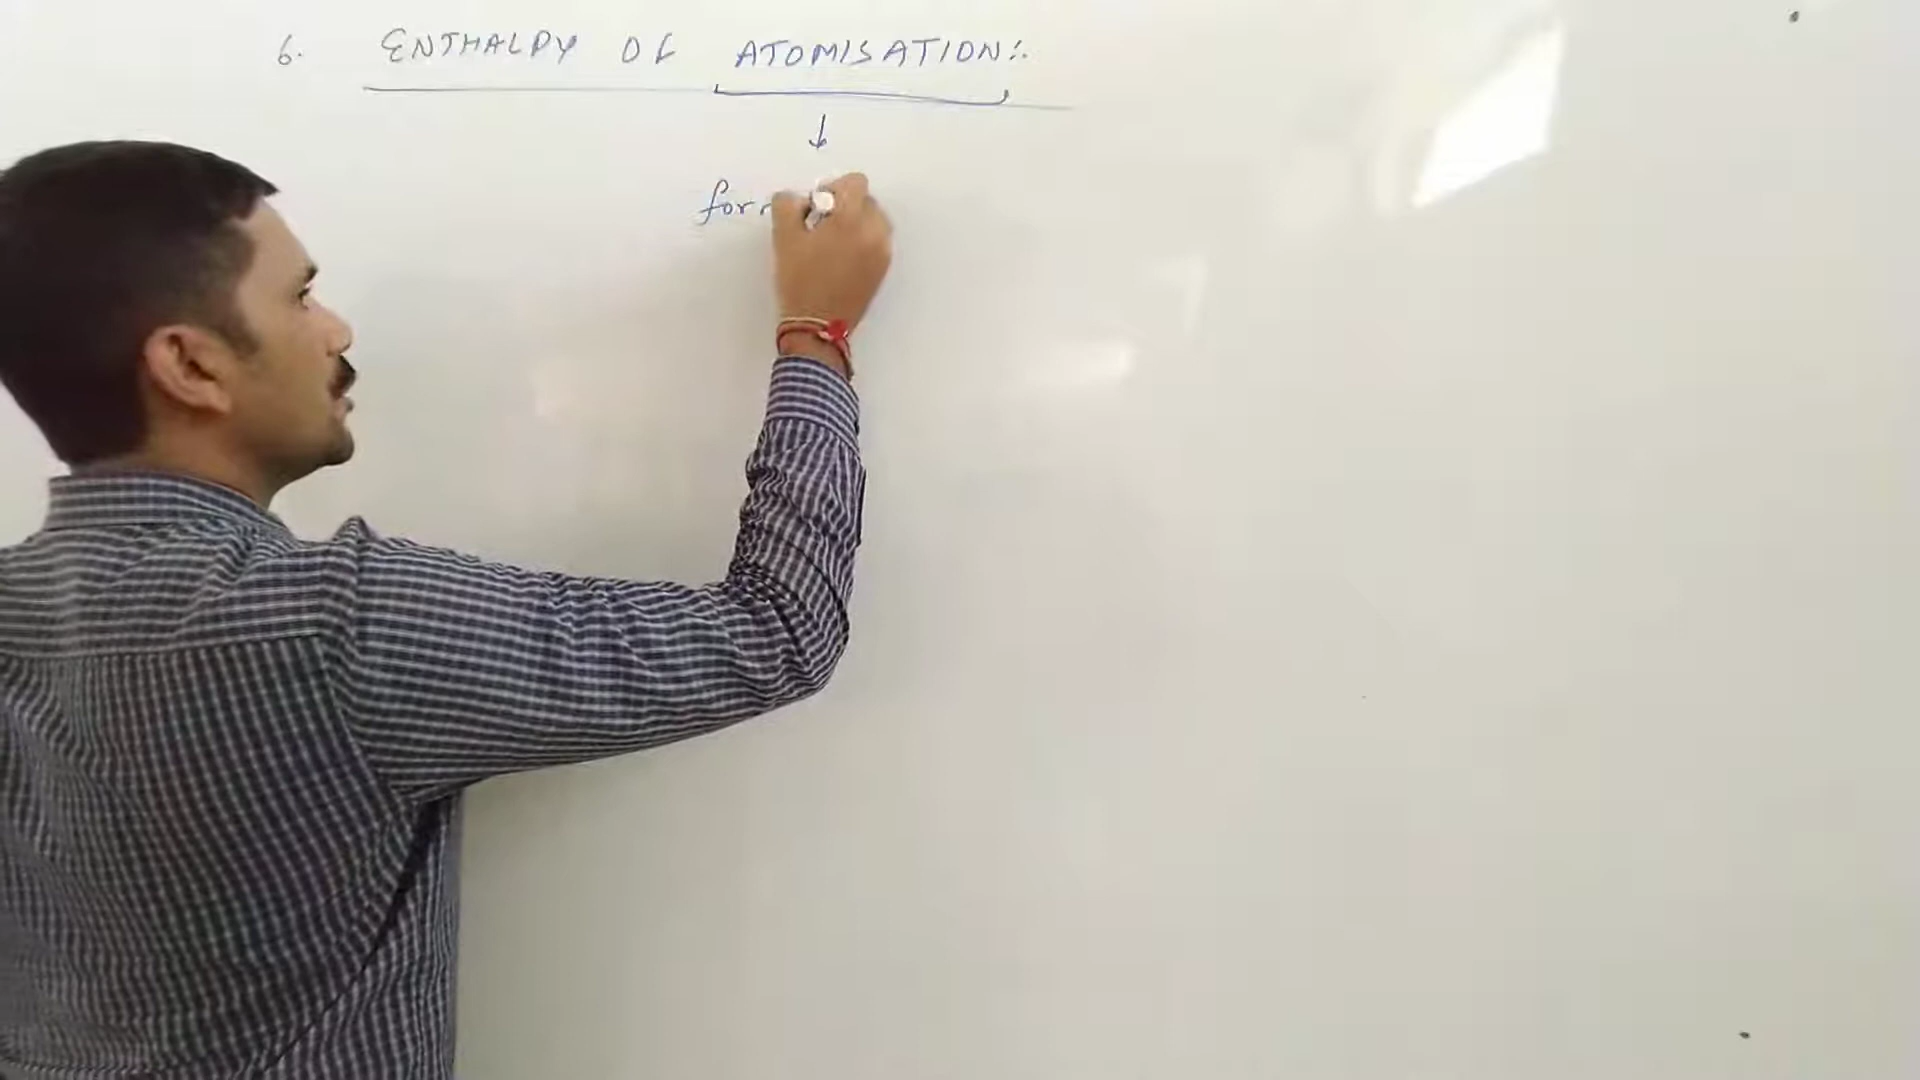 6. ENTHALPY OF ATOMISATION:.
↓
for